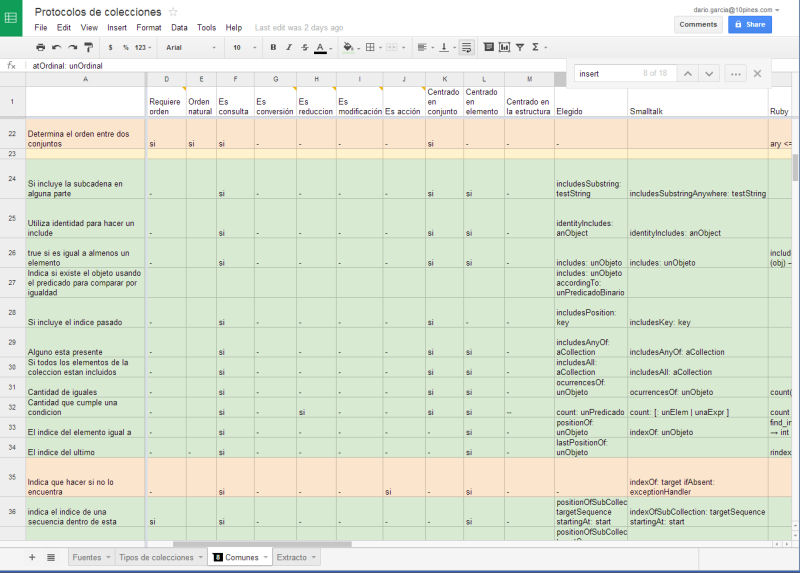 Protocolos de colecciones
dario.garcia@10pines.com
File Edit View Insert Format Data Tools Help Last edit was 2 days ago
Comments Share
$ % 123 Arial 10 B I S A Σ
fx atOrdinal: unOrdinal
insert 8 of 18
A D E F G H I J K L M
1 Requiere orden Orden natural Es consulta Es conversión Es reduccion Es modificación Es acción Centrado en conjunto Centrado en elemento Centrado en la estructura Elegido Smalltalk Ruby
22 Determina el orden entre dos conjuntos si si si - - - - si - - - ary <=
23
24 Si incluye la subcadena en alguna parte - si - - - - si si - includesSubstring: testString includesSubstringAnywhere: testString
25 Utiliza identidad para hacer un include - si - - - - si si - identityIncludes: anObject identityIncludes: anObject
26 true si es igual a almenos un elemento - si - - - - si si - includes: unObjeto includes: unObjeto includ (obj)
27 Indica si existe el objeto usando el predicado para comparar por igualdad includes: unObjeto accordingTo: unPredicadoBinario
28 Si incluye el indice pasado - si - - - - si - - includesPosition: key includesKey: key
29 Alguno esta presente - si - - - - si si - includesAnyOf: aCollection includesAnyOf: aCollection
30 Si todos los elementos de la coleccion estan incluidos - si - - - - si si - includesAll: aCollection includesAll: aCollection
31 Cantidad de iguales - si - - - - si si - ocurrencesOf: unObjeto ocurrencesOf: unObjeto count(
32 Cantidad que cumple una condicion - si - si - - si si -- count: unPredicado count: [: unElem | unaExpr ] count
33 El indice del elemento igual a - si - - - - si - positionOf: unObjeto indexOf: unObjeto find_in → int
34 El indice del ultimo - - si - - - - - si - lastPositionOf: unObjeto rindex
35 Indica que hacer si no lo encuentra - si - - - si - si - - indexOf: target ifAbsent: exceptionHandler
36 indica el indice de una secuencia dentro de esta si si - - - - - si - positionOfSubCollec targetSequence startingAt: start indexOfSubCollection: targetSequence startingAt: start
positionOfSubCollec
Fuentes Tipos de colecciones 8 Comunes Extracto